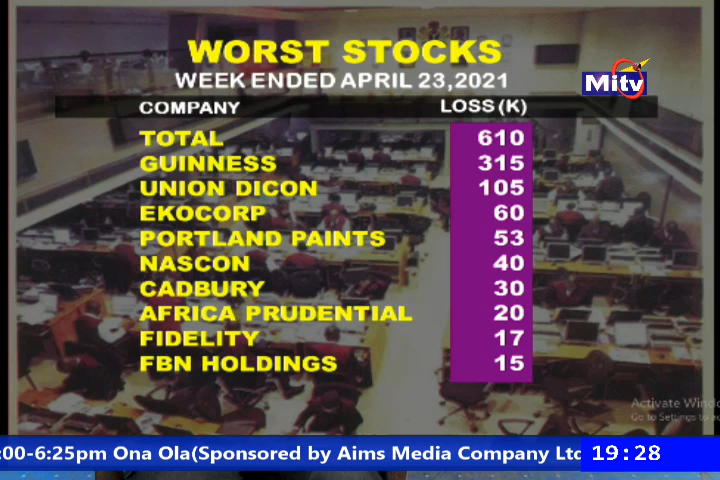 WORST STOCKS
WEEK ENDED APRIL 23,2021
Mitv
COMPANY LOSS(K)
TOTAL 610
GUINNESS 315
UNION DICON 105
EKOCORP 60
PORTLAND PAINTS 53
NASCON 40
CADBURY 30
AFRICA PRUDENTIAL 20
FIDELITY 17
FBN HOLDINGS 15
Activate Windo
Go to Settings to a
:00-6:25pm Ona Ola(Sponsored by Aims Media Company Ltd
19:28